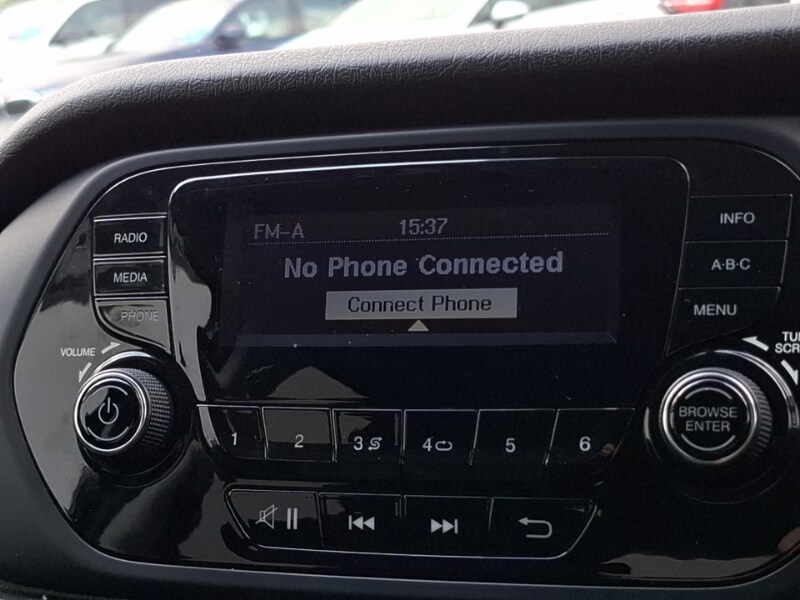 FM-A 15:37
No Phone Connected
Connect Phone
RADIO
MEDIA
PHONE
VOLUME
INFO
A·B·C
MENU
BROWSE
ENTER
1 2 3 4 5 6